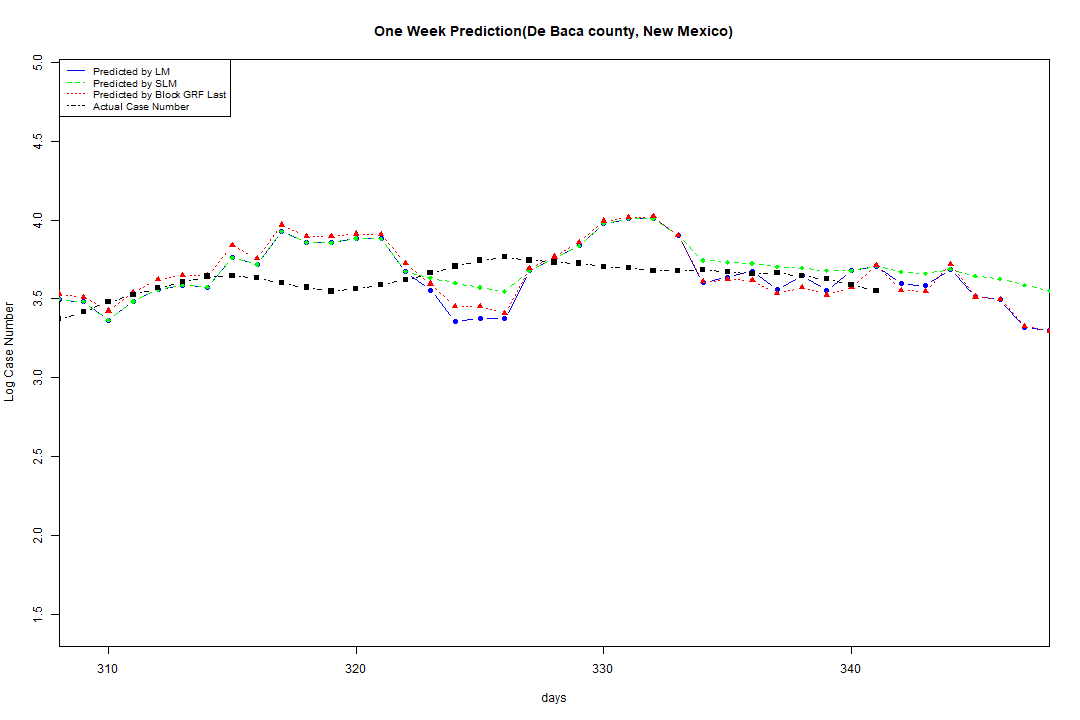 One Week Prediction(De Baca county, New Mexico)
Predicted by LM
Predicted by SLM
Predicted by Block GRF Last
Actual Case Number
5.0
4.5
4.0
3.5
3.0
2.5
2.0
1.5
Log Case Number
310 320 330 340
days